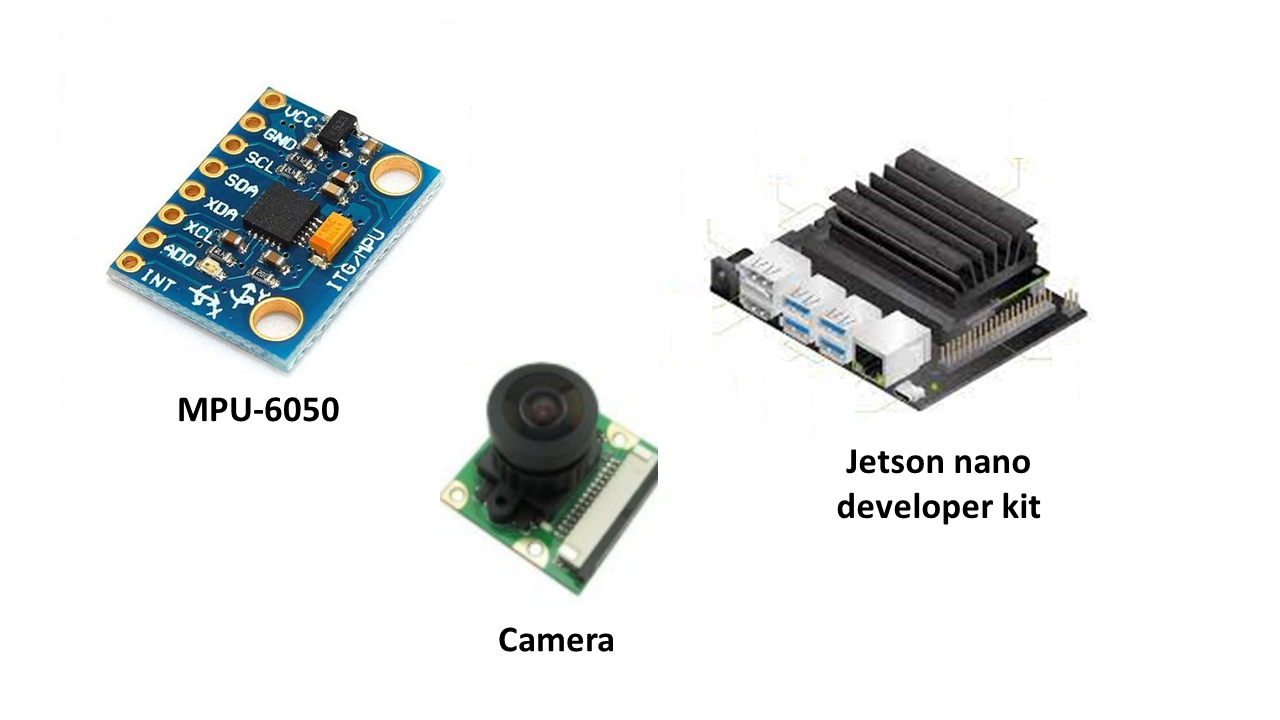 VCC
GND
SCL
SDA
XDA
XCL
ADO
INT
ITG/MPU
X
Y
MPU-6050
Jetson nano
developer kit
Camera